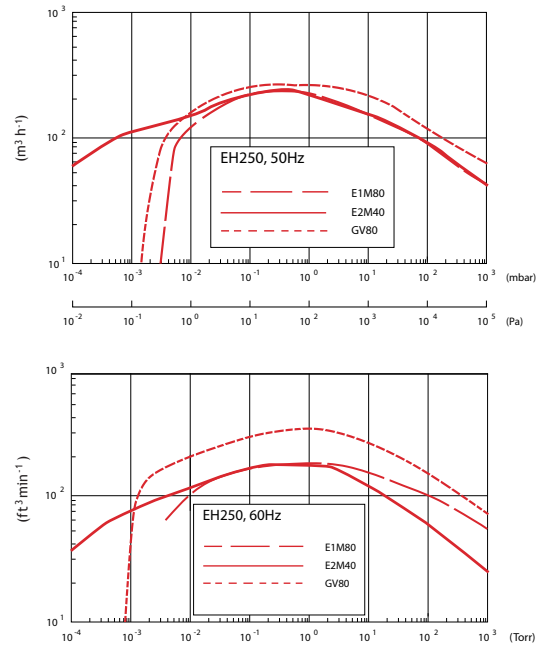 10³
10²
10¹
(m³ h⁻¹)
EH250, 50Hz
E1M80
E2M40
GV80
10⁻⁴ 10⁻³ 10⁻² 10⁻¹ 10⁰ 10¹ 10² 10³ (mbar)
10⁻² 10⁻¹ 10⁰ 10¹ 10² 10³ 10⁴ 10⁵ (Pa)
10³
10²
10¹
(ft³ min⁻¹)
EH250, 60Hz
E1M80
E2M40
GV80
10⁻⁴ 10⁻³ 10⁻² 10⁻¹ 10⁰ 10¹ 10² 10³ (Torr)